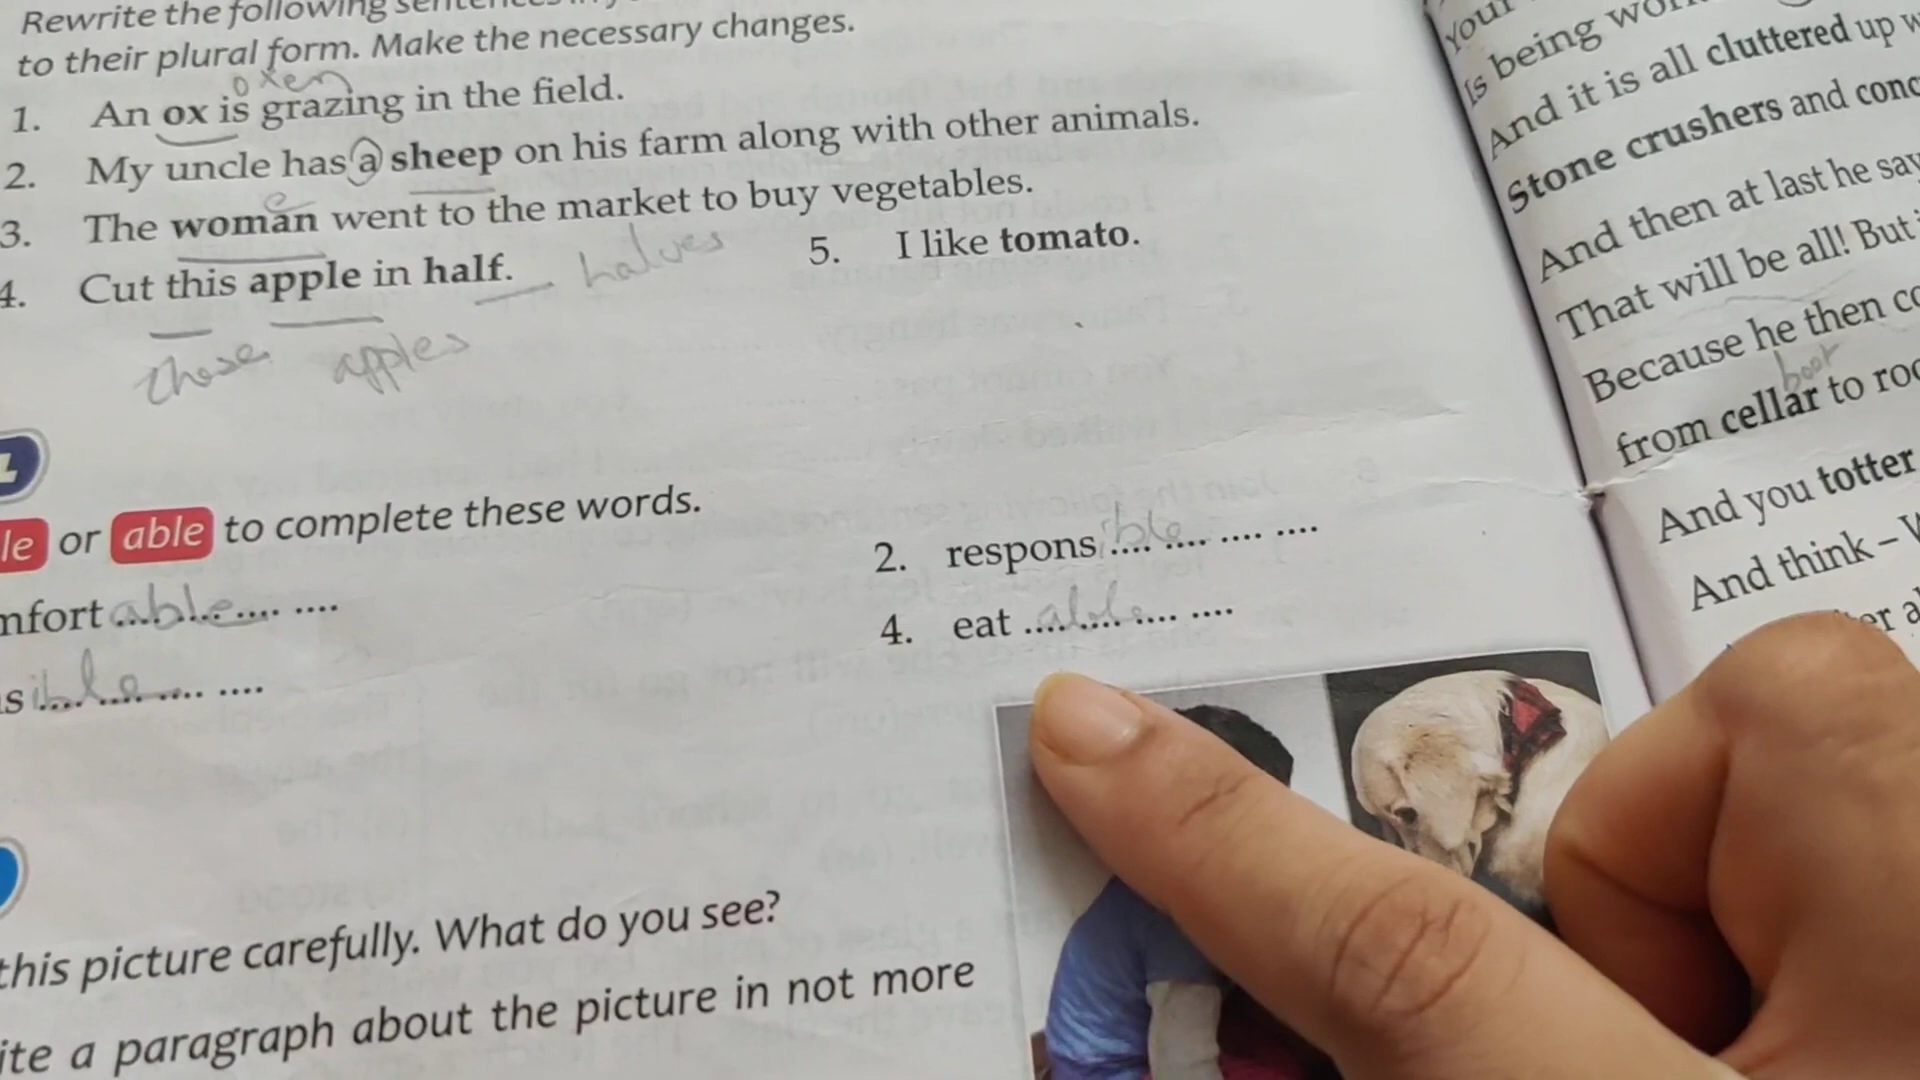 Rewrite the following
to their plural form. Make the necessary changes.
oxen
1. An ox is grazing in the field.
2. My uncle has a sheep on his farm along with other animals.
e
3. The woman went to the market to buy vegetables.
halves
4. Cut this apple in half.
5. I like tomato.
these apples
le or able to complete these words.
mfort able .... ....
2. respons ible .... ....
s ible .... ....
4. eat able .... ....
this picture carefully. What do you see?
ite a paragraph about the picture in not more
Your
Is being
And it is all cluttered up
Stone crushers and conc
And then at last he say
That will be all! But
Because he then co
from cellar to roo
And you totter
And think –